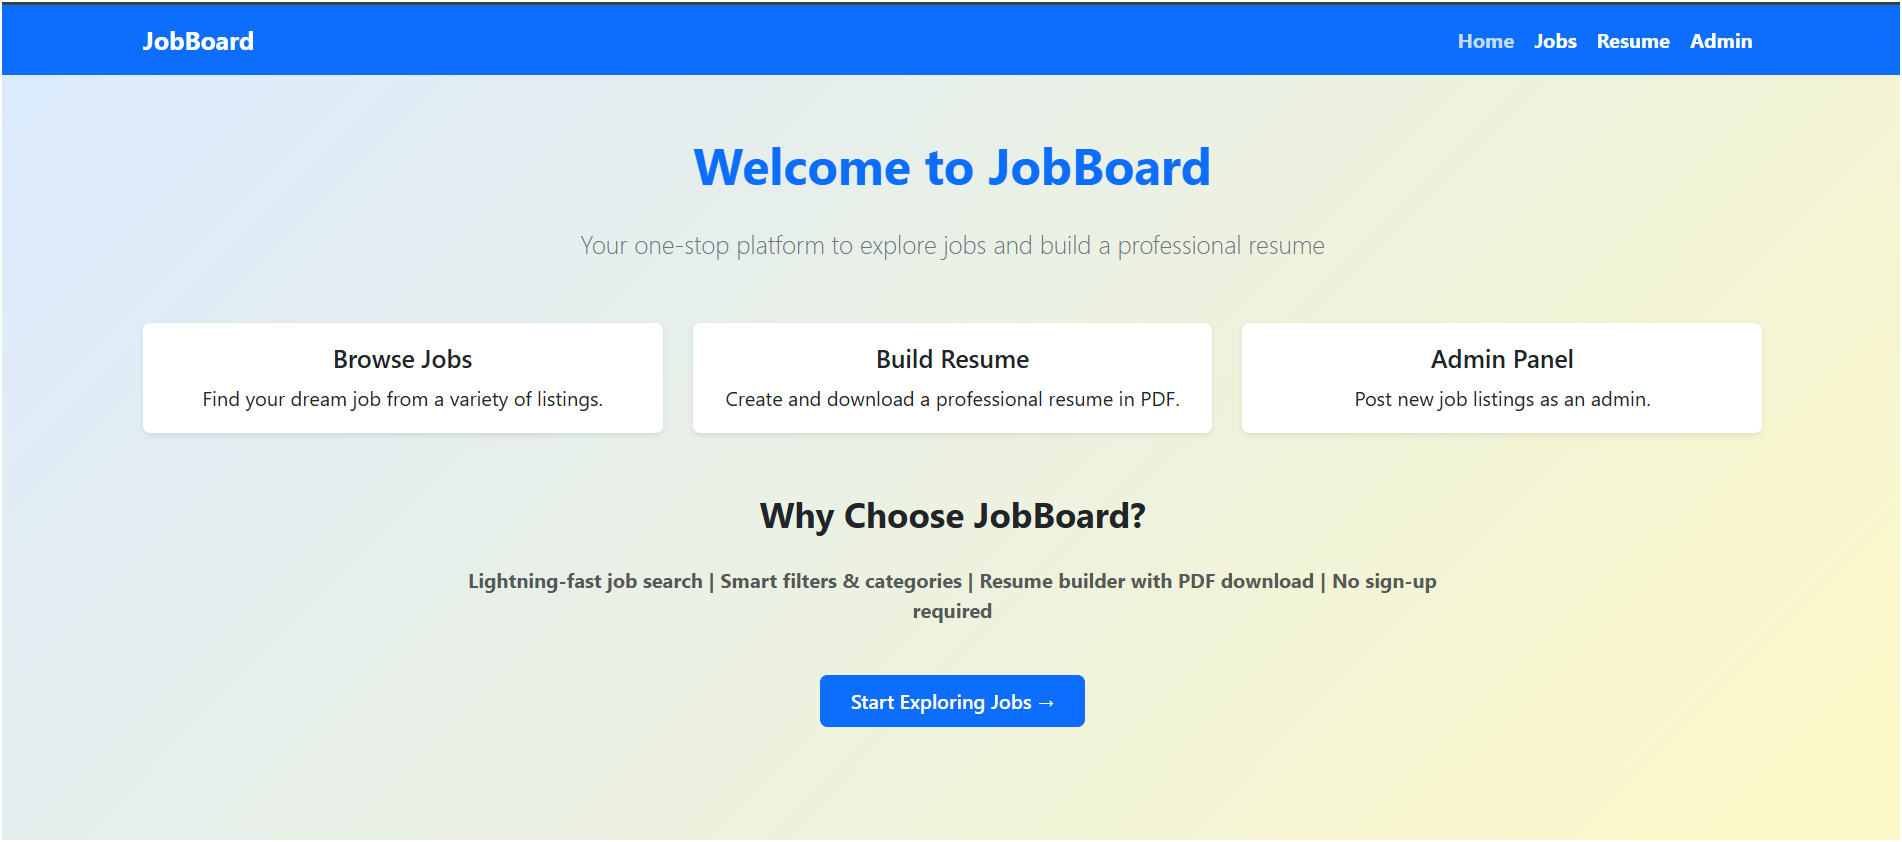 JobBoard
Home Jobs Resume Admin
Welcome to JobBoard
Your one-stop platform to explore jobs and build a professional resume
Browse Jobs
Find your dream job from a variety of listings.
Build Resume
Create and download a professional resume in PDF.
Admin Panel
Post new job listings as an admin.
Why Choose JobBoard?
Lightning-fast job search | Smart filters & categories | Resume builder with PDF download | No sign-up
required
Start Exploring Jobs →